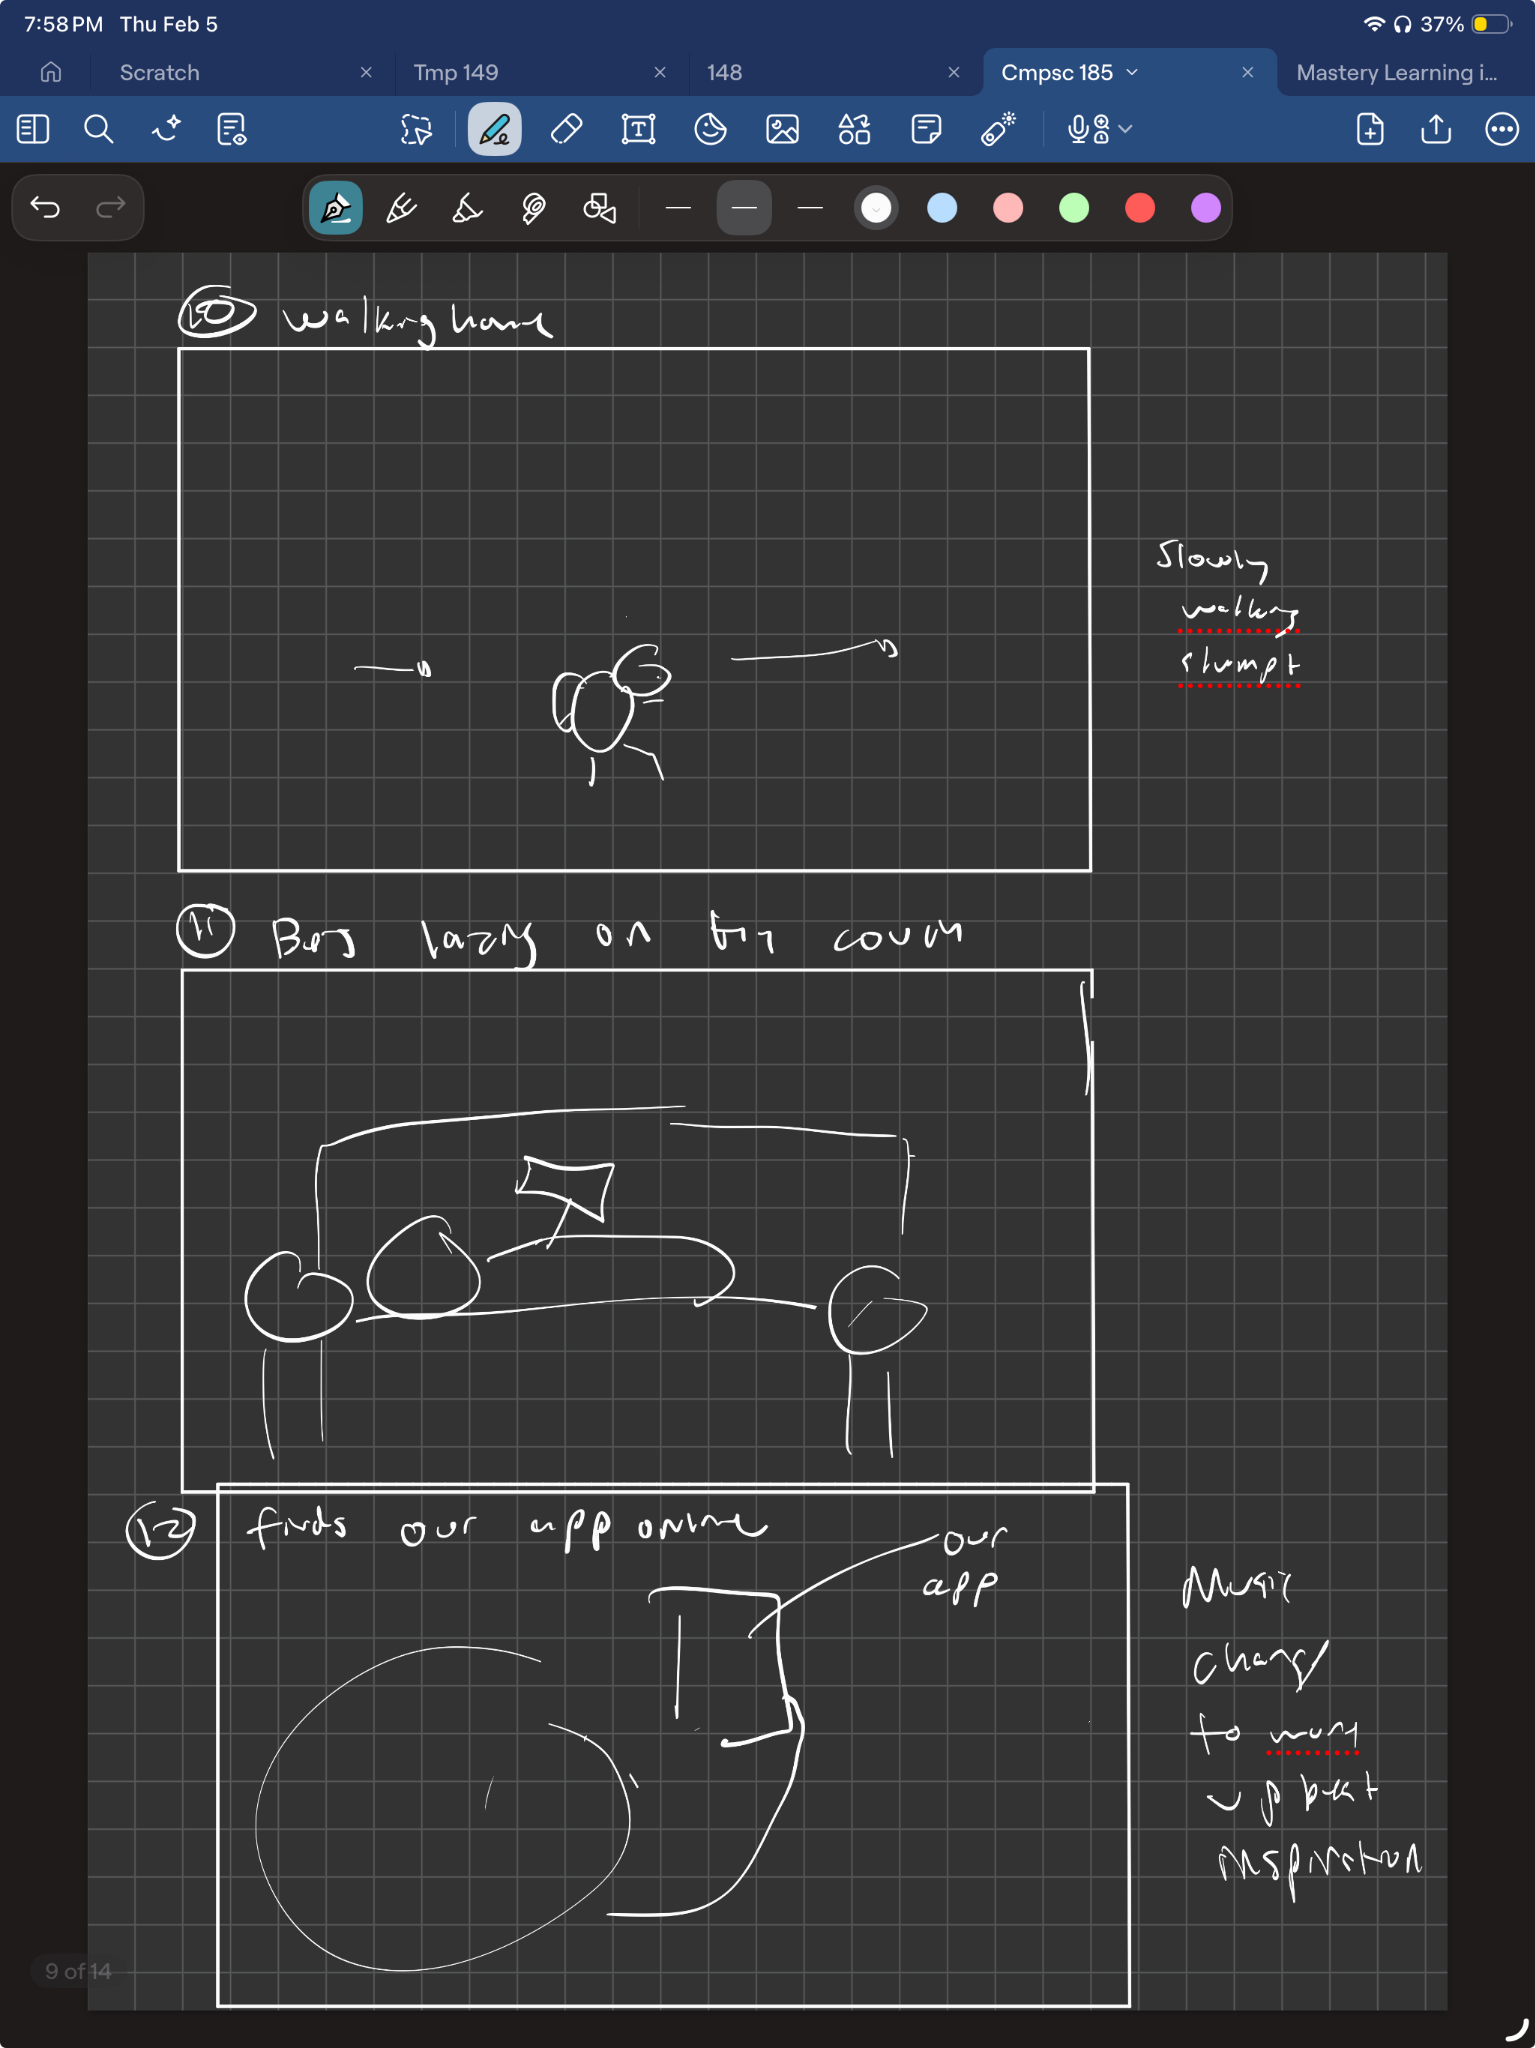 7:58 PM Thu Feb 5
37%
Scratch
Tmp 149
148
Cmpsc 185
Mastery Learning i...
10 walking home
Slowly
walking
slumpt
11 Being lazy on the couch
12 finds our app online
our
app
Music
change
to more
upbeat
inspiration
9 of 14